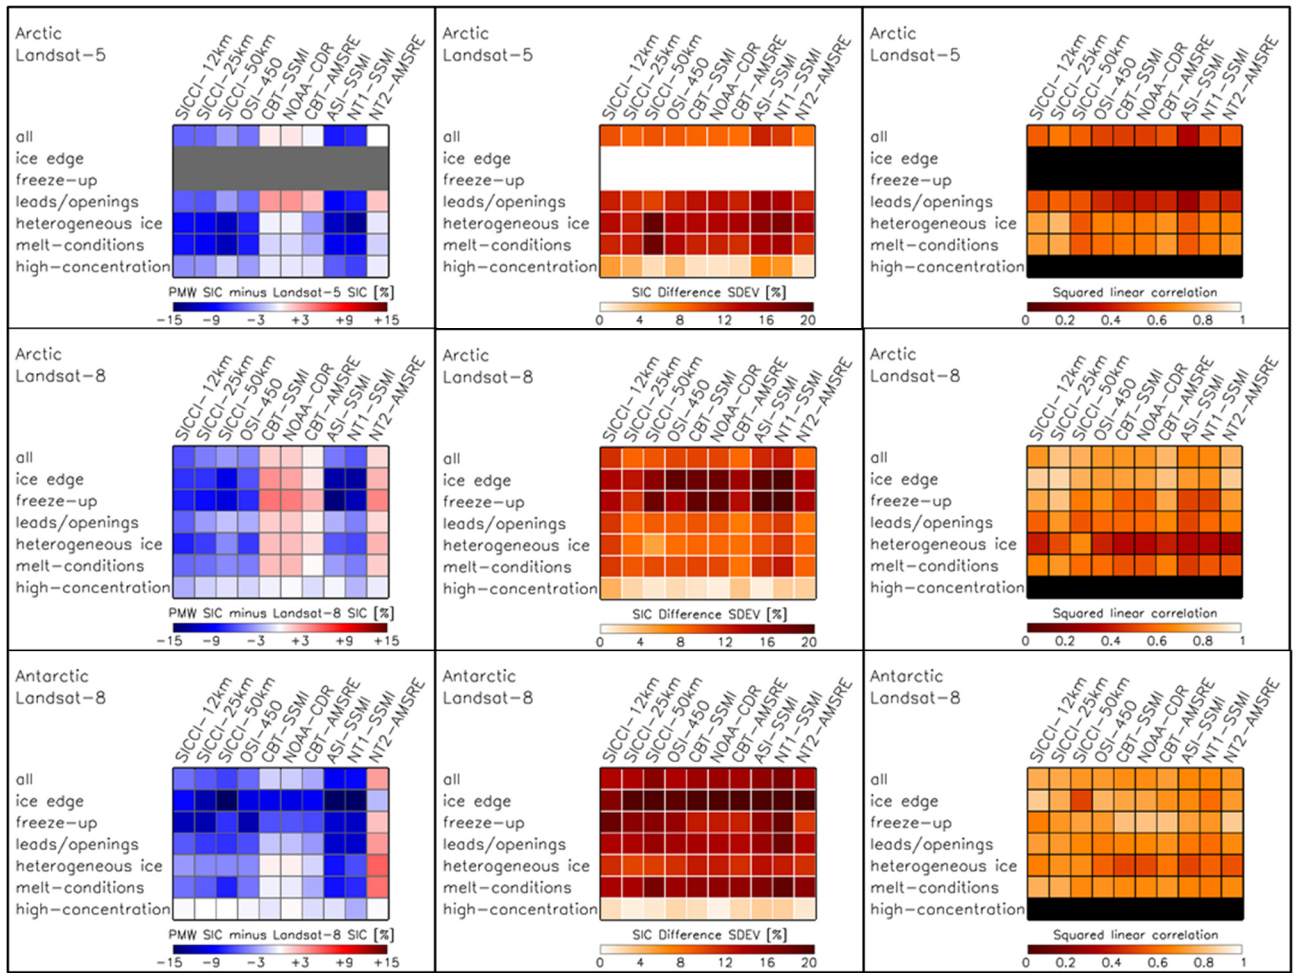 Arctic
Landsat-5
SICCI-12km
SICCI-25km
SICCI-50km
OSI-450
CBT-SSMI
NOAA-CDR
CBT-AMSRE
ASI-SSMI
NT1-SSMI
NT2-AMSRE
all
ice edge
freeze-up
leads/openings
heterogeneous ice
melt-conditions
high-concentration
PMW SIC minus Landsat-5 SIC [%]
-15 -9 -3 +3 +9 +15
Arctic
Landsat-5
SICCI-12km
SICCI-25km
SICCI-50km
OSI-450
CBT-SSMI
NOAA-CDR
CBT-AMSRE
ASI-SSMI
NT1-SSMI
NT2-AMSRE
all
ice edge
freeze-up
leads/openings
heterogeneous ice
melt-conditions
high-concentration
SIC Difference SDEV [%]
0 4 8 12 16 20
Arctic
Landsat-5
SICCI-12km
SICCI-25km
SICCI-50km
OSI-450
CBT-SSMI
NOAA-CDR
CBT-AMSRE
ASI-SSMI
NT1-SSMI
NT2-AMSRE
all
ice edge
freeze-up
leads/openings
heterogeneous ice
melt-conditions
high-concentration
Squared linear correlation
0 0.2 0.4 0.6 0.8 1
Arctic
Landsat-8
SICCI-12km
SICCI-25km
SICCI-50km
OSI-450
CBT-SSMI
NOAA-CDR
CBT-AMSRE
ASI-SSMI
NT1-SSMI
NT2-AMSRE
all
ice edge
freeze-up
leads/openings
heterogeneous ice
melt-conditions
high-concentration
PMW SIC minus Landsat-8 SIC [%]
-15 -9 -3 +3 +9 +15
Arctic
Landsat-8
SICCI-12km
SICCI-25km
SICCI-50km
OSI-450
CBT-SSMI
NOAA-CDR
CBT-AMSRE
ASI-SSMI
NT1-SSMI
NT2-AMSRE
all
ice edge
freeze-up
leads/openings
heterogeneous ice
melt-conditions
high-concentration
SIC Difference SDEV [%]
0 4 8 12 16 20
Arctic
Landsat-8
SICCI-12km
SICCI-25km
SICCI-50km
OSI-450
CBT-SSMI
NOAA-CDR
CBT-AMSRE
ASI-SSMI
NT1-SSMI
NT2-AMSRE
all
ice edge
freeze-up
leads/openings
heterogeneous ice
melt-conditions
high-concentration
Squared linear correlation
0 0.2 0.4 0.6 0.8 1
Antarctic
Landsat-8
SICCI-12km
SICCI-25km
SICCI-50km
OSI-450
CBT-SSMI
NOAA-CDR
CBT-AMSRE
ASI-SSMI
NT1-SSMI
NT2-AMSRE
all
ice edge
freeze-up
leads/openings
heterogeneous ice
melt-conditions
high-concentration
PMW SIC minus Landsat-8 SIC [%]
-15 -9 -3 +3 +9 +15
Antarctic
Landsat-8
SICCI-12km
SICCI-25km
SICCI-50km
OSI-450
CBT-SSMI
NOAA-CDR
CBT-AMSRE
ASI-SSMI
NT1-SSMI
NT2-AMSRE
all
ice edge
freeze-up
leads/openings
heterogeneous ice
melt-conditions
high-concentration
SIC Difference SDEV [%]
0 4 8 12 16 20
Antarctic
Landsat-8
SICCI-12km
SICCI-25km
SICCI-50km
OSI-450
CBT-SSMI
NOAA-CDR
CBT-AMSRE
ASI-SSMI
NT1-SSMI
NT2-AMSRE
all
ice edge
freeze-up
leads/openings
heterogeneous ice
melt-conditions
high-concentration
Squared linear correlation
0 0.2 0.4 0.6 0.8 1